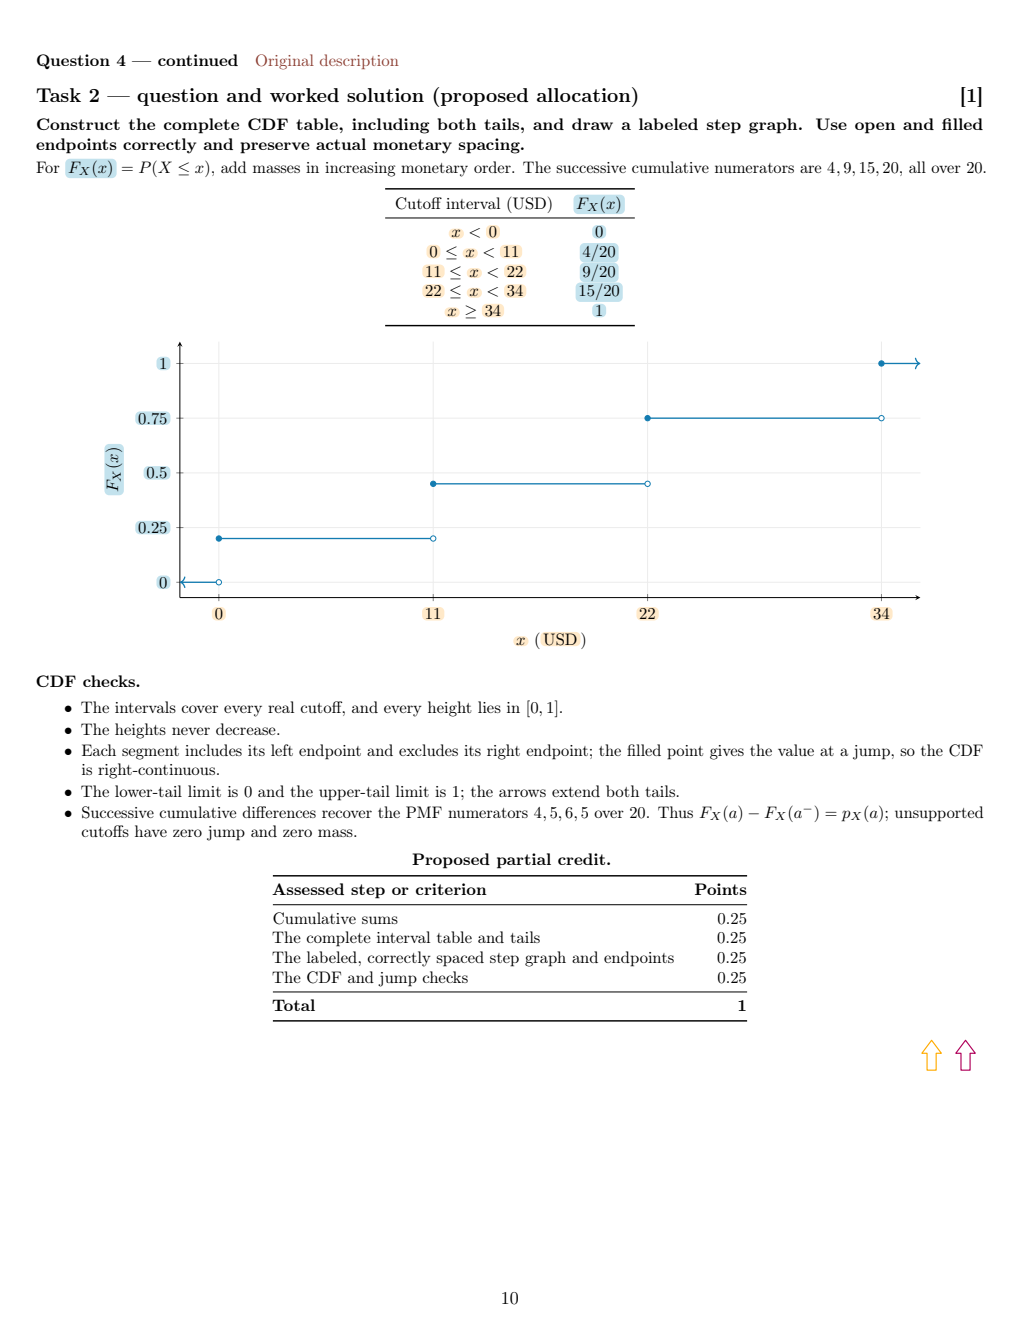 Question 4 — continued Original description
Task 2 — question and worked solution (proposed allocation) [1]
Construct the complete CDF table, including both tails, and draw a labeled step graph. Use open and filled
endpoints correctly and preserve actual monetary spacing.
For F_X(x) = P(X ≤ x), add masses in increasing monetary order. The successive cumulative numerators are 4, 9, 15, 20, all over 20.
Cutoff interval (USD) F_X(x)
x < 0 0
0 ≤ x < 11 4/20
11 ≤ x < 22 9/20
22 ≤ x < 34 15/20
x ≥ 34 1
1
0.75
0.5
0.25
0
F_X(x)
0 11 22 34
x (USD)
CDF checks.
• The intervals cover every real cutoff, and every height lies in [0, 1].
• The heights never decrease.
• Each segment includes its left endpoint and excludes its right endpoint; the filled point gives the value at a jump, so the CDF
is right-continuous.
• The lower-tail limit is 0 and the upper-tail limit is 1; the arrows extend both tails.
• Successive cumulative differences recover the PMF numerators 4, 5, 6, 5 over 20. Thus F_X(a) − F_X(a⁻) = p_X(a); unsupported
cutoffs have zero jump and zero mass.
Proposed partial credit.
Assessed step or criterion Points
Cumulative sums 0.25
The complete interval table and tails 0.25
The labeled, correctly spaced step graph and endpoints 0.25
The CDF and jump checks 0.25
Total 1
10